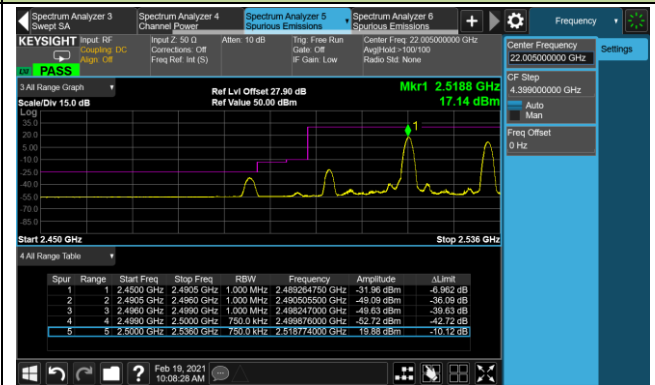 Spectrum Analyzer 3
Swept SA
Spectrum Analyzer 4
Channel Power
Spectrum Analyzer 5
Spurious Emissions
Spectrum Analyzer 6
Spurious Emissions
Frequency
KEYSIGHT
Input: RF
Coupling: DC
Align: Off
Input Z: 50 Ω
Corrections: Off
Freq Ref: Int (S)
Atten: 10 dB
Trig: Free Run
Gate: Off
IF Gain: Low
Center Freq: 22.005000000 GHz
Avg|Hold:>100/100
Radio Std: None
PASS
Center Frequency
22.005000000 GHz
Settings
CF Step
4.399000000 GHz
Auto
Man
Freq Offset
0 Hz
3 All Range Graph
Scale/Div 15.0 dB
Ref Lvl Offset 27.90 dB
Ref Value 50.00 dBm
Mkr1 2.5188 GHz
17.14 dBm
Log
35.0
20.0
5.00
-10.0
-25.0
-40.0
-55.0
-70.0
-85.0
1
Start 2.450 GHz
Stop 2.536 GHz
4 All Range Table
Spur Range Start Freq Stop Freq RBW Frequency Amplitude ΔLimit
1 1 2.4500 GHz 2.4905 GHz 1.000 MHz 2.489264750 GHz -31.96 dBm -6.962 dB
2 2 2.4905 GHz 2.4960 GHz 1.000 MHz 2.490505500 GHz -49.09 dBm -36.09 dB
3 3 2.4960 GHz 2.4990 GHz 1.000 MHz 2.498247000 GHz -49.63 dBm -39.63 dB
4 4 2.4990 GHz 2.5000 GHz 750.0 kHz 2.499876000 GHz -52.72 dBm -42.72 dB
5 5 2.5000 GHz 2.5360 GHz 750.0 kHz 2.518774000 GHz 19.88 dBm -10.12 dB
Feb 19, 2021
10:08:28 AM